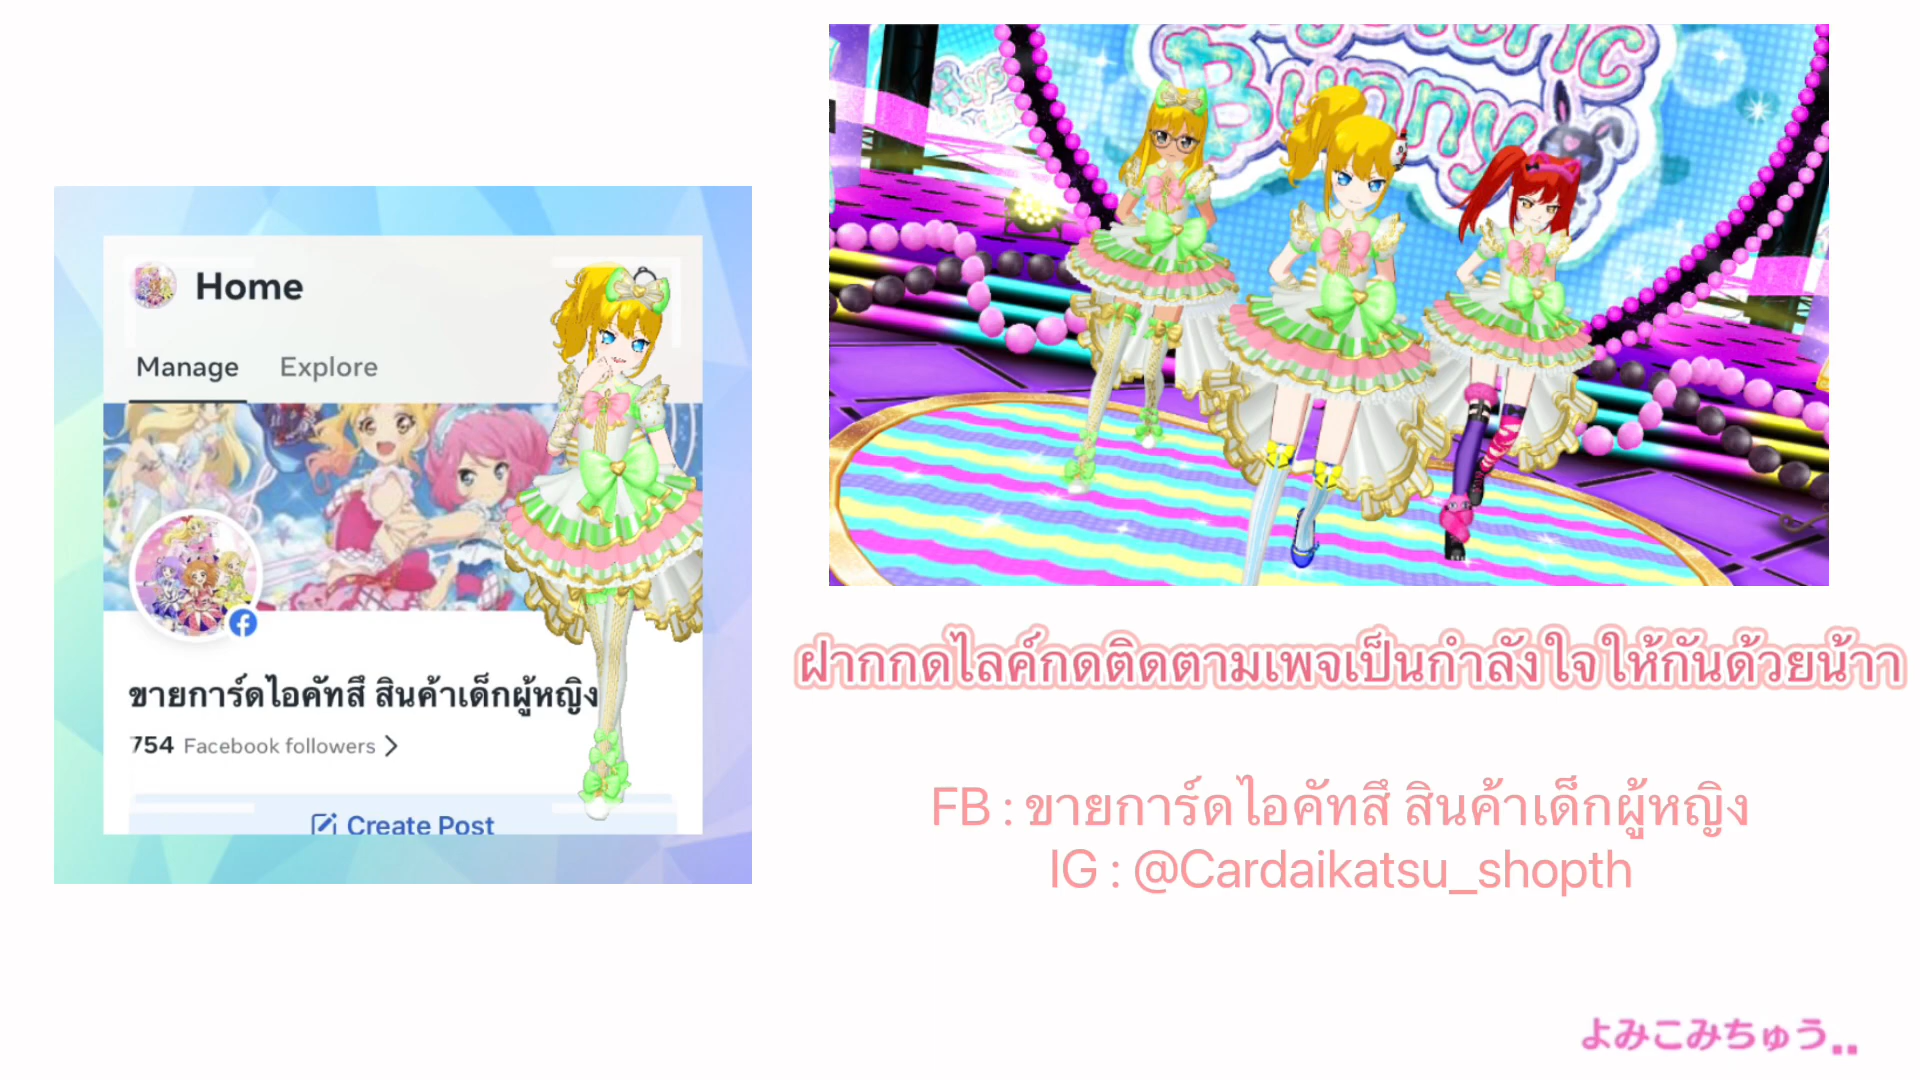 Home
Manage Explore
ขายการ์ดไอคัทสึ สินค้าเด็กผู้หญิง
754 Facebook followers
Create Post
Bunny
ฝากกดไลค์กดติดตามเพจเป็นกำลังใจให้กันด้วยน้าา
FB : ขายการ์ดไอคัทสึ สินค้าเด็กผู้หญิง
IG : @Cardaikatsu_shopth
よみこみちゅう..